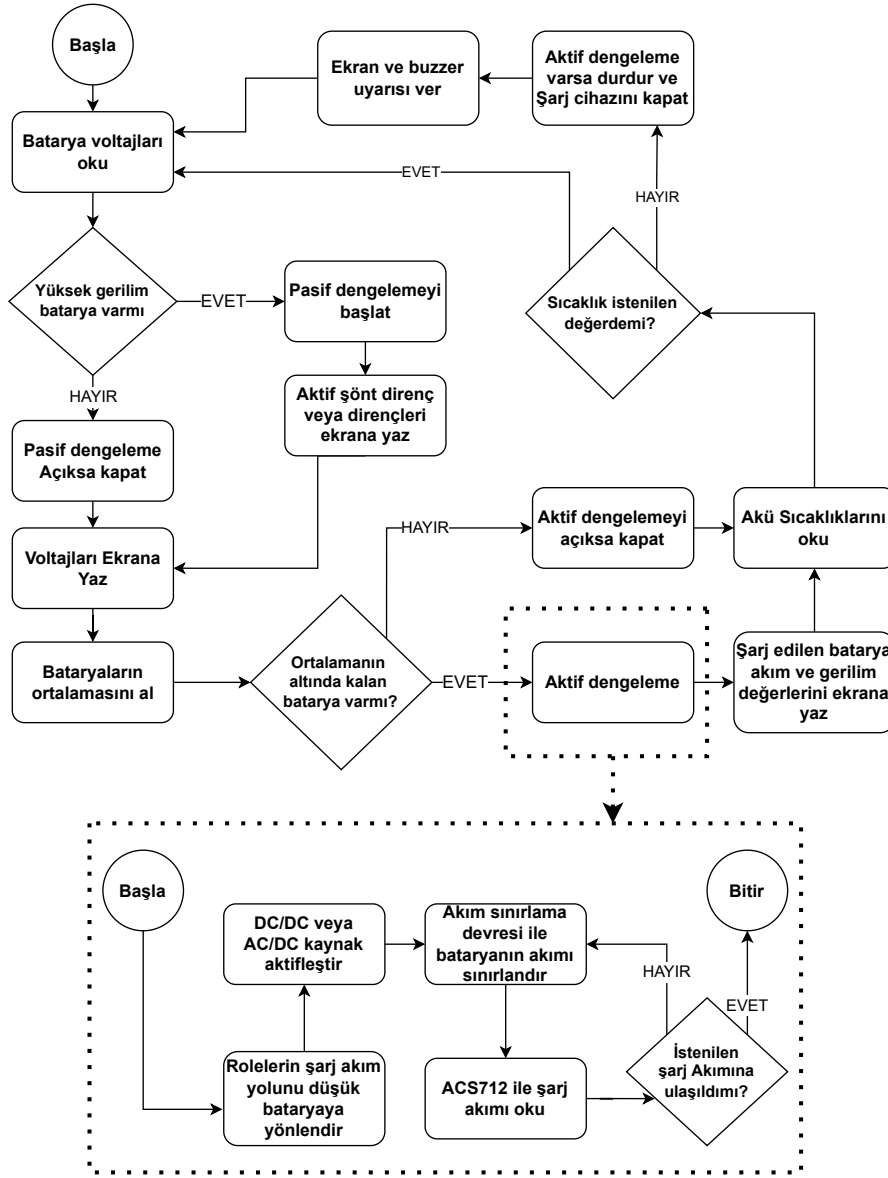 Başla
Batarya voltajları
oku
Ekran ve buzzer
uyarısı ver
Aktif dengeleme
varsa durdur ve
Şarj cihazını kapat
EVET
HAYIR
Yüksek gerilim
batarya varmı
EVET
Pasif dengelemeyi
başlat
Sıcaklık istenilen
değerdemi?
HAYIR
Aktif şönt direnç
veya dirençleri
ekrana yaz
Pasif dengeleme
Açıksa kapat
Voltajları Ekrana
Yaz
HAYIR
Aktif dengelemeyi
açıksa kapat
Akü Sıcaklıklarını
oku
Bataryaların
ortalamasını al
Ortalamanın
altında kalan
batarya varmı?
EVET
Aktif dengeleme
Şarj edilen batarya
akım ve gerilim
değerlerini ekrana
yaz
Başla
DC/DC veya
AC/DC kaynak
aktifleştir
Akım sınırlama
devresi ile
bataryanın akımı
sınırlandır
Bitir
HAYIR
EVET
Rolelerin şarj akım
yolunu düşük
bataryaya
yönlendir
ACS712 ile şarj
akımı oku
İstenilen
şarj Akımına
ulaşıldımı?